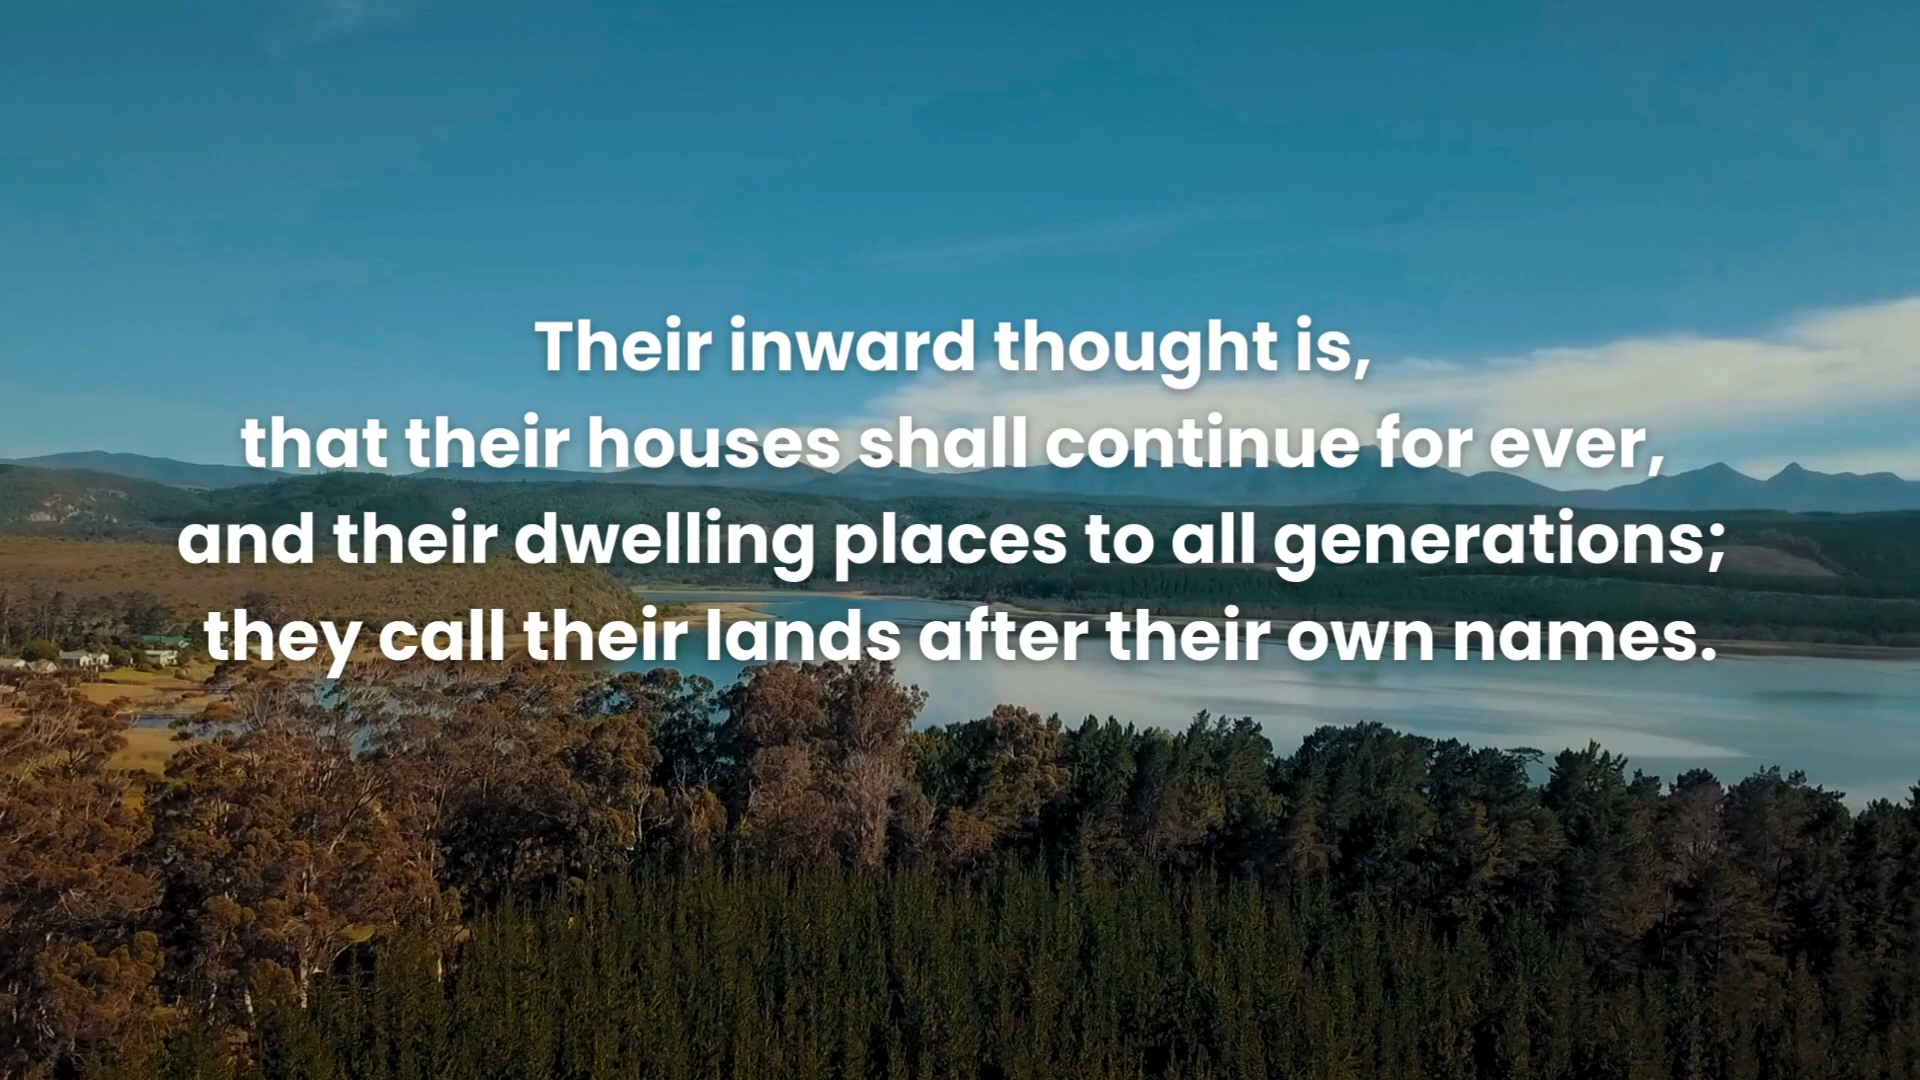 Their inward thought is,
that their houses shall continue for ever,
and their dwelling places to all generations;
they call their lands after their own names.